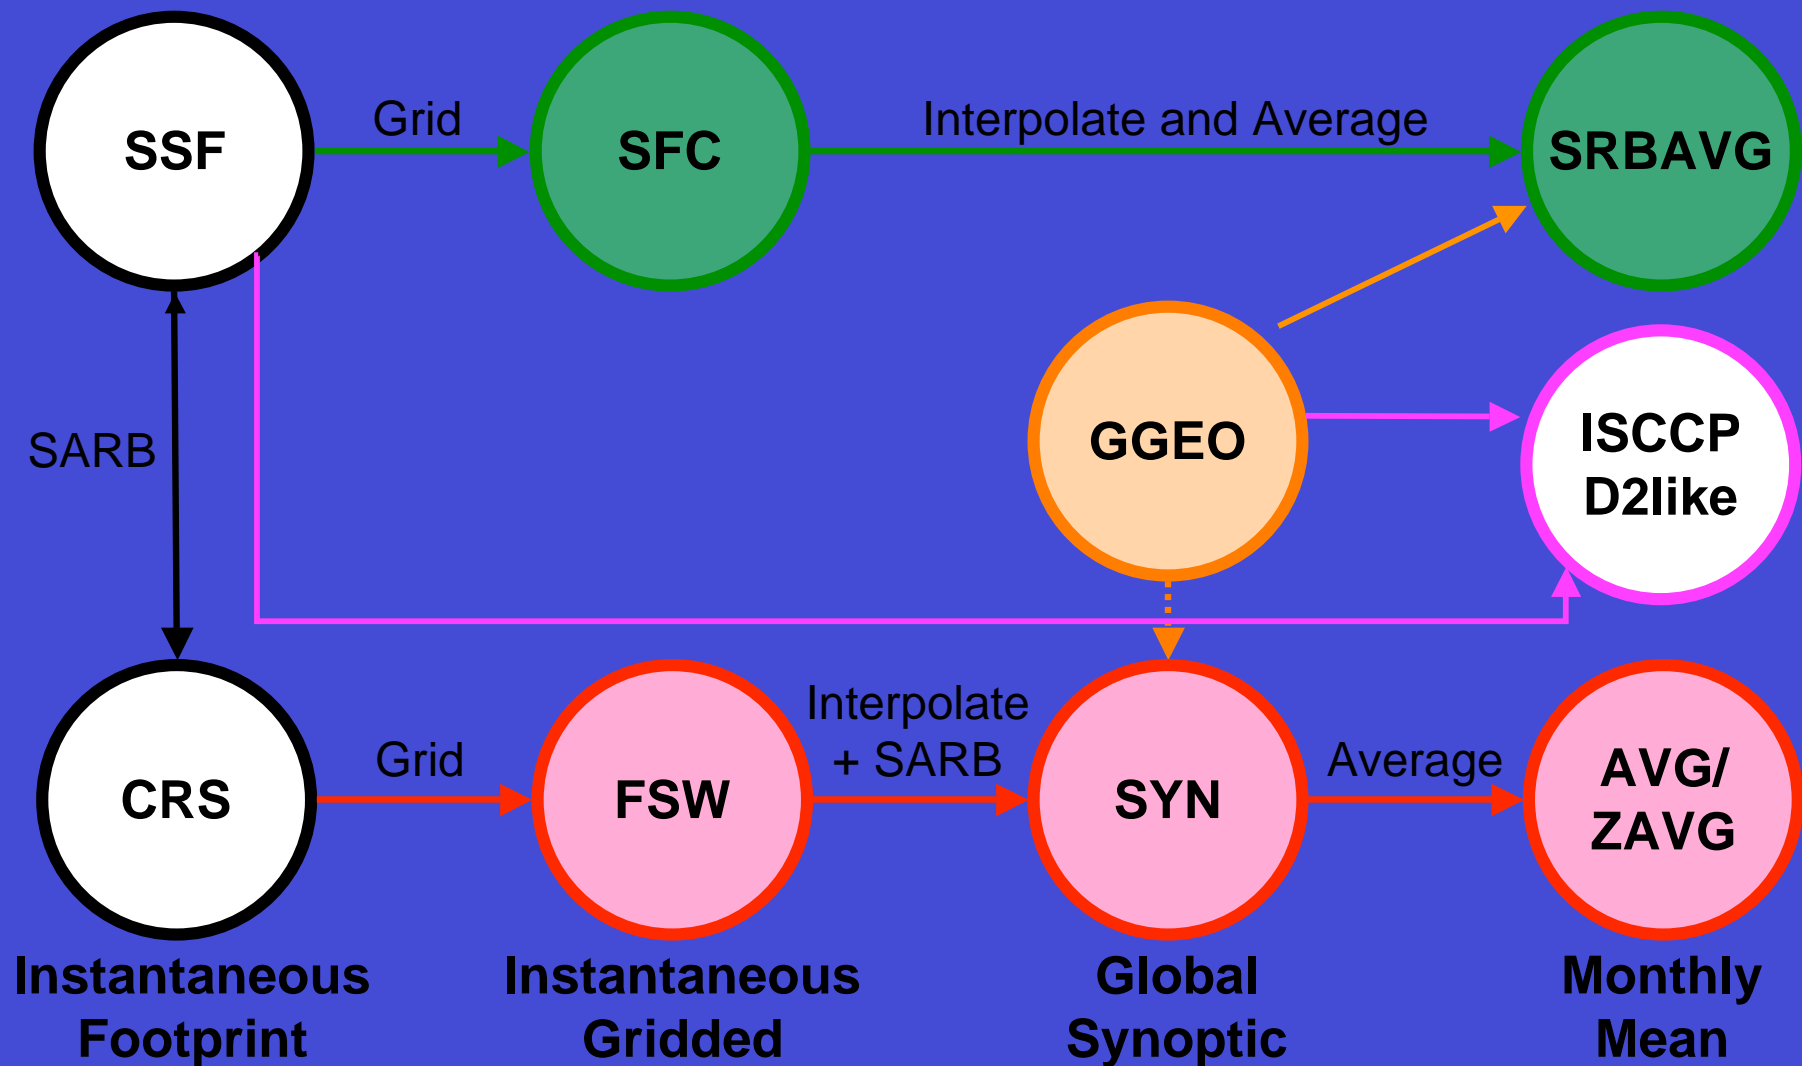 SSF
Grid
SFC
Interpolate and Average
SRBAVG
SARB
GGEO
ISCCP
D2like
CRS
Grid
FSW
Interpolate
+ SARB
SYN
Average
AVG/
ZAVG
Instantaneous
Footprint
Instantaneous
Gridded
Global
Synoptic
Monthly
Mean